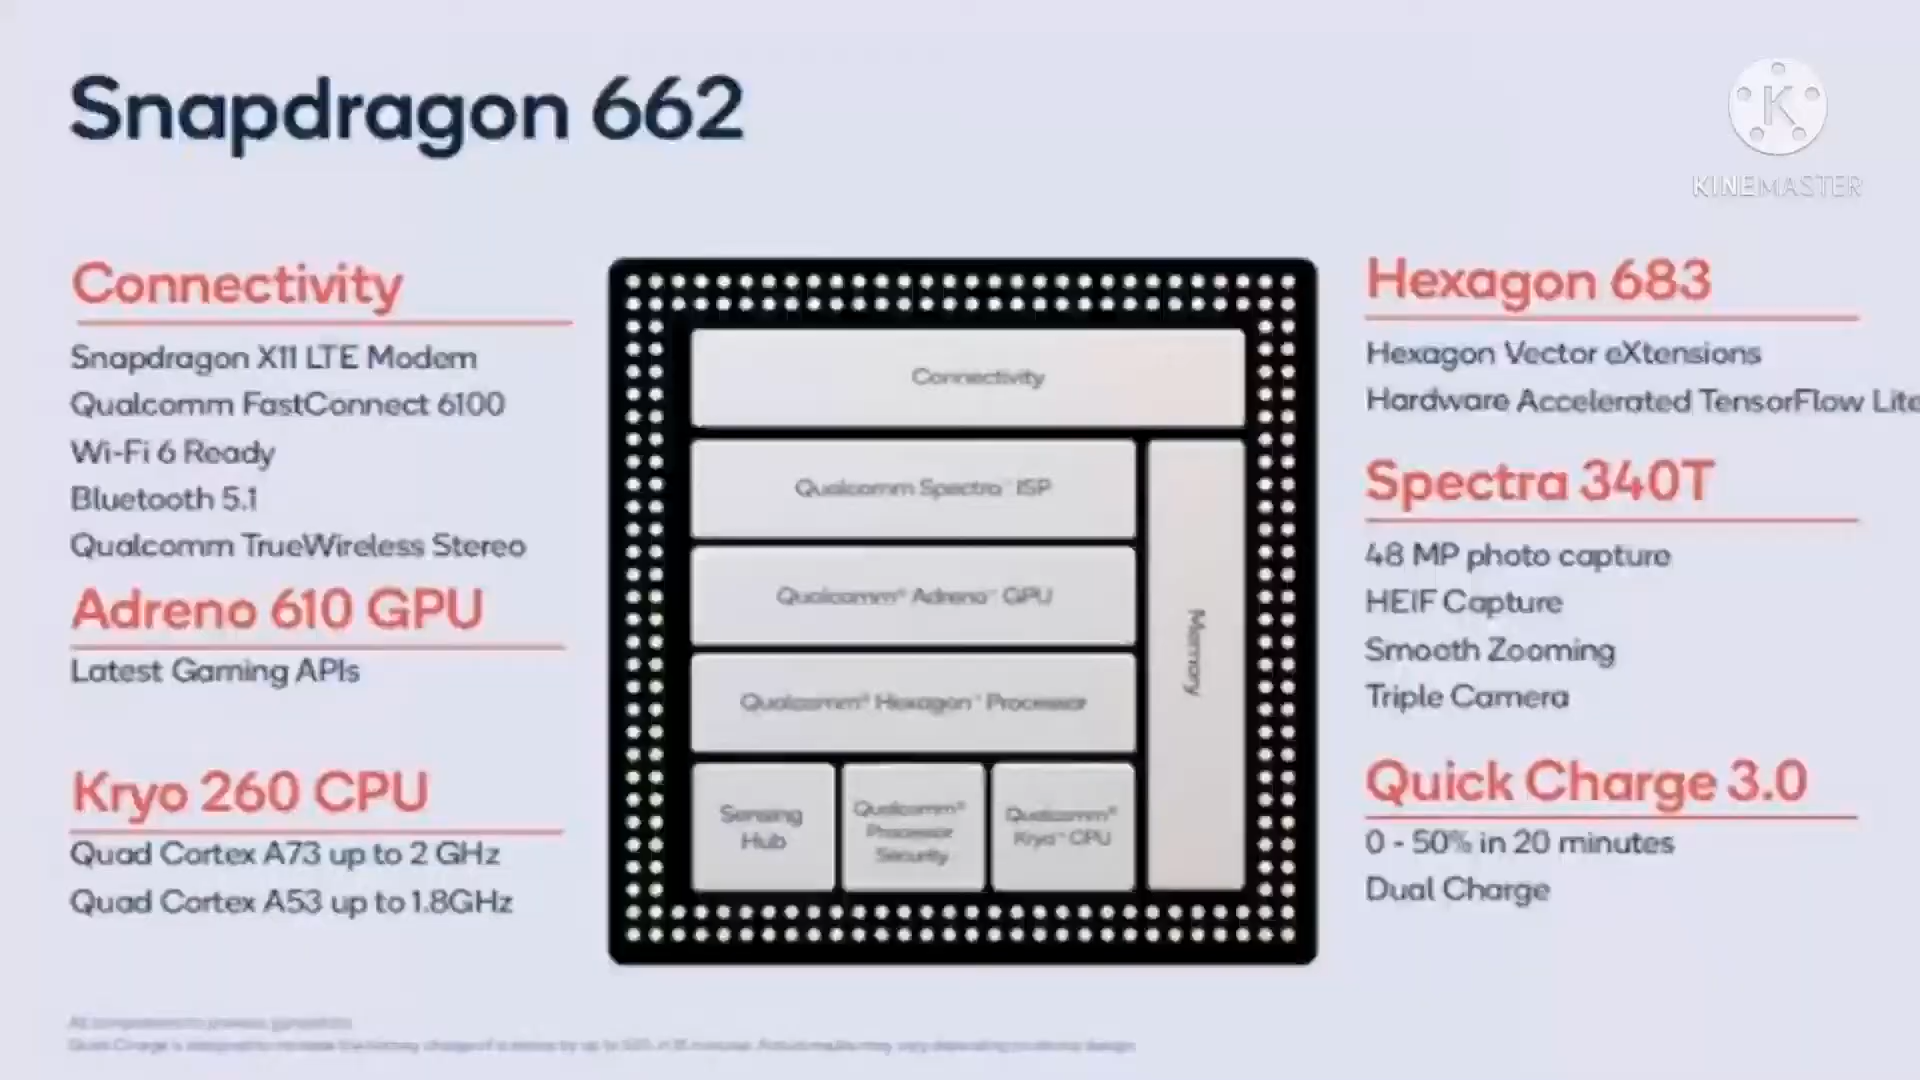 Snapdragon 662
KINEMASTER
Connectivity
Snapdragon X11 LTE Modem
Qualcomm FastConnect 6100
Wi-Fi 6 Ready
Bluetooth 5.1
Qualcomm TrueWireless Stereo
Adreno 610 GPU
Latest Gaming APIs
Kryo 260 CPU
Quad Cortex A73 up to 2 GHz
Quad Cortex A53 up to 1.8GHz
Connectivity
Qualcomm Spectra™ ISP
Qualcomm® Adreno™ GPU
Qualcomm® Hexagon™ Processor
Sensing
Hub
Qualcomm®
Processor
Security
Qualcomm®
Kryo™ CPU
Memory
Hexagon 683
Hexagon Vector eXtensions
Hardware Accelerated TensorFlow Lite
Spectra 340T
48 MP photo capture
HEIF Capture
Smooth Zooming
Triple Camera
Quick Charge 3.0
0 - 50% in 20 minutes
Dual Charge